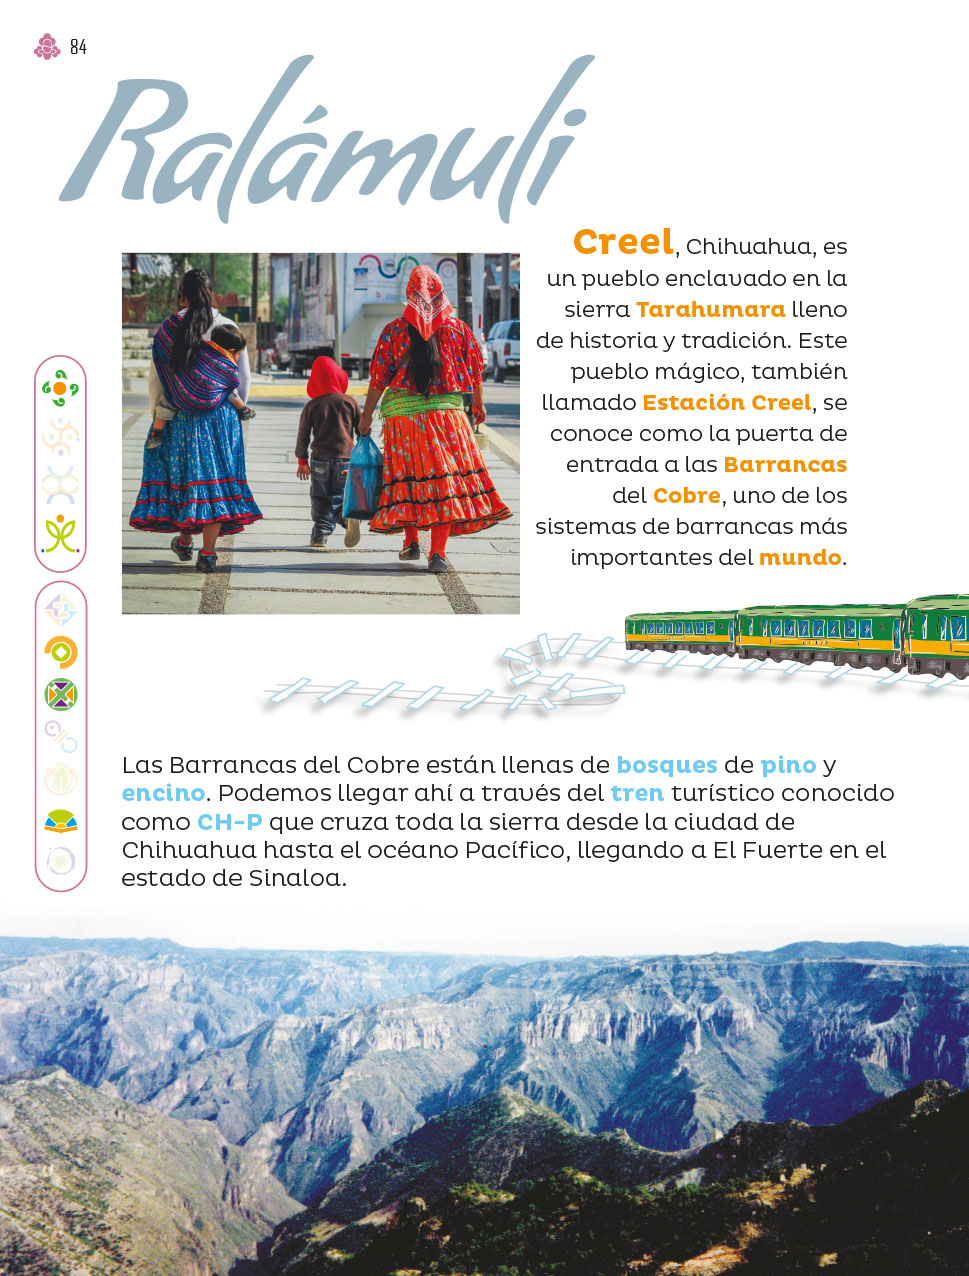 84
Ralámuli
Creel, Chihuahua, es
un pueblo enclavado en la
sierra Tarahumara lleno
de historia y tradición. Este
pueblo mágico, también
llamado Estación Creel, se
conoce como la puerta de
entrada a las Barrancas
del Cobre, uno de los
sistemas de barrancas más
importantes del mundo.
Las Barrancas del Cobre están llenas de bosques de pino y
encino. Podemos llegar ahí a través del tren turístico conocido
como CH-P que cruza toda la sierra desde la ciudad de
Chihuahua hasta el océano Pacífico, llegando a El Fuerte en el
estado de Sinaloa.